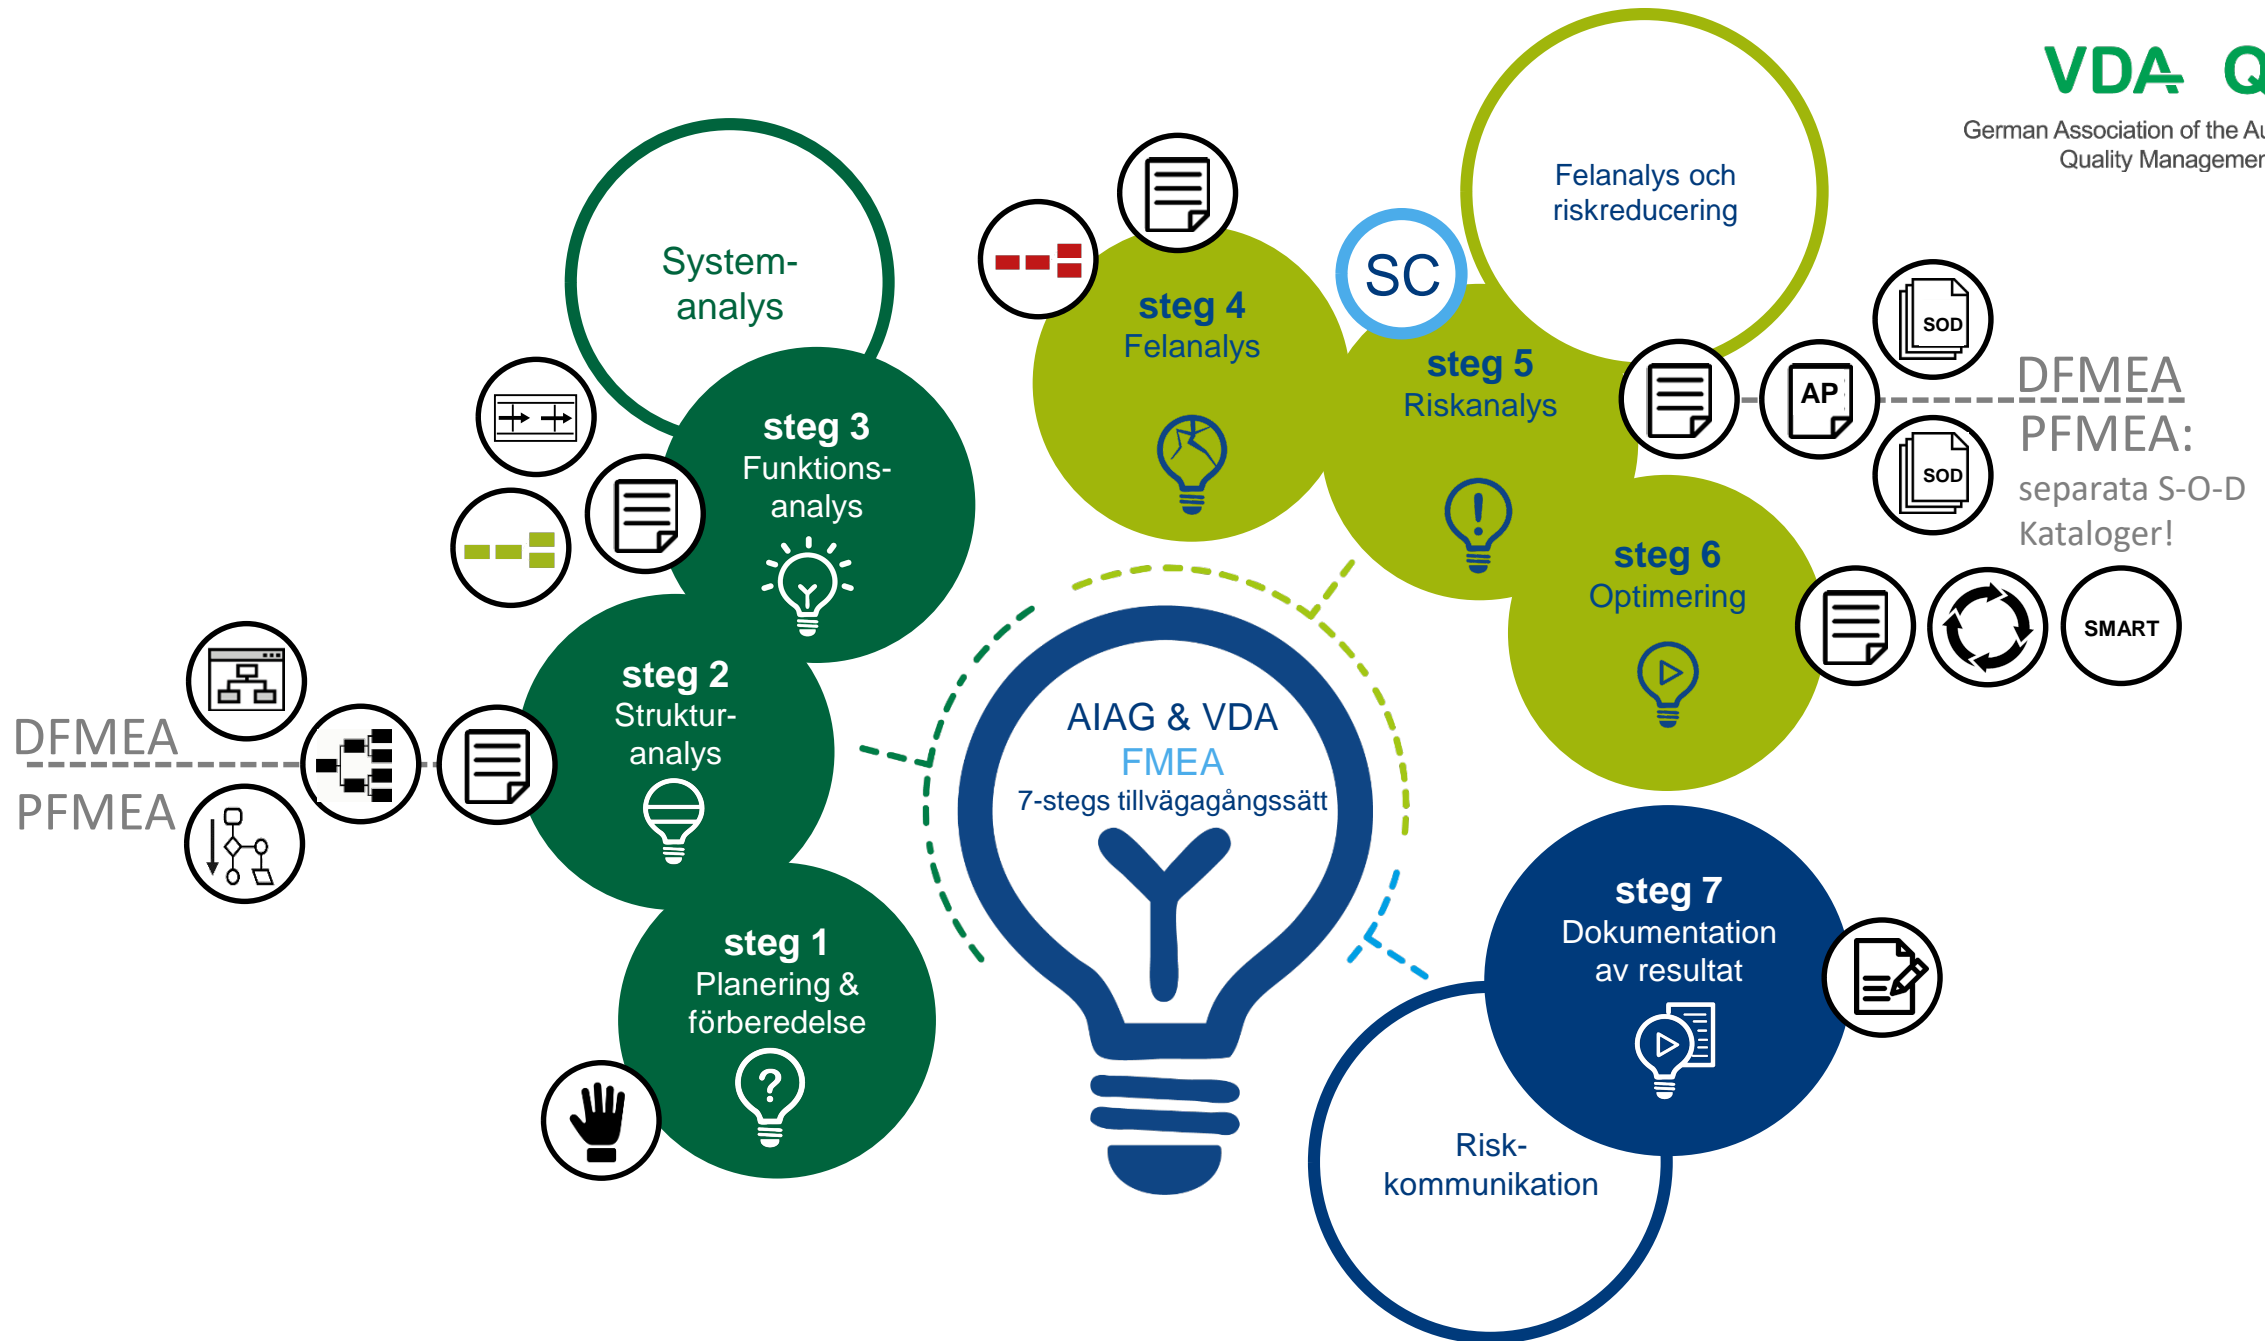 VDA Q
German Association of the Au
Quality Managemen
System-
analys
steg 3
Funktions-
analys
steg 2
Struktur-
analys
steg 1
Planering &
förberedelse
?
DFMEA
PFMEA
steg 4
Felanalys
SC
Felanalys och
riskreducering
steg 5
Riskanalys
!
AP
SOD
SOD
DFMEA
PFMEA:
separata S-O-D
Kataloger!
steg 6
Optimering
SMART
AIAG & VDA
FMEA
7-stegs tillvägagångssätt
steg 7
Dokumentation
av resultat
Risk-
kommunikation